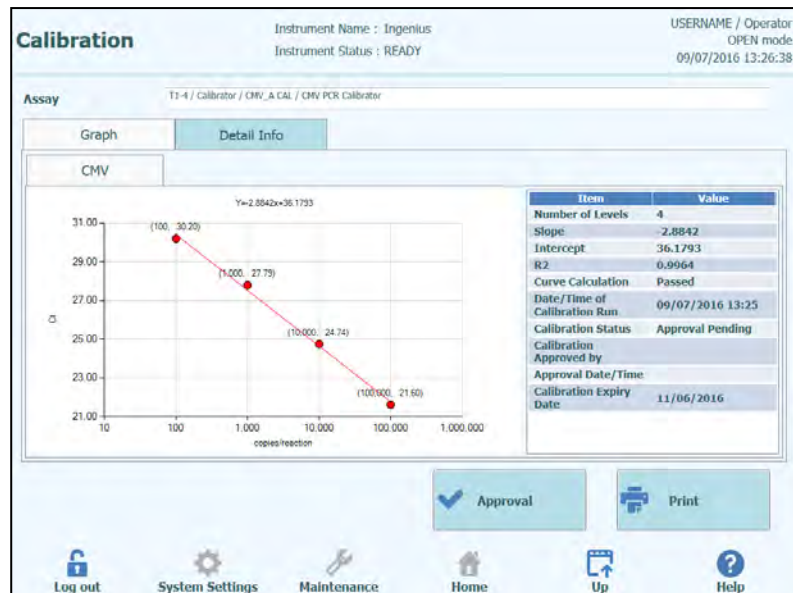 Calibration
Instrument Name : Ingenius
Instrument Status : READY
USERNAME / Operator
OPEN mode
09/07/2016 13:26:38
Assay
T1-4 / Calibrator / CMV_A CAL / CMV PCR Calibrator
Graph
Detail Info
CMV
Y=-2.8842x+36.1793
31.00
29.00
27.00
25.00
23.00
21.00
Ct
(100, 30.20)
(1.000, 27.79)
(10.000, 24.74)
(100.000, 21.60)
10
100
1.000
10.000
100.000
1.000.000
copies/reaction
Item Value
Number of Levels 4
Slope -2.8842
Intercept 36.1793
R2 0.9964
Curve Calculation Passed
Date/Time of
Calibration Run 09/07/2016 13:25
Calibration Status Approval Pending
Calibration
Approved by
Approval Date/Time
Calibration Expiry
Date 11/06/2016
Approval
Print
Log out
System Settings
Maintenance
Home
Up
Help